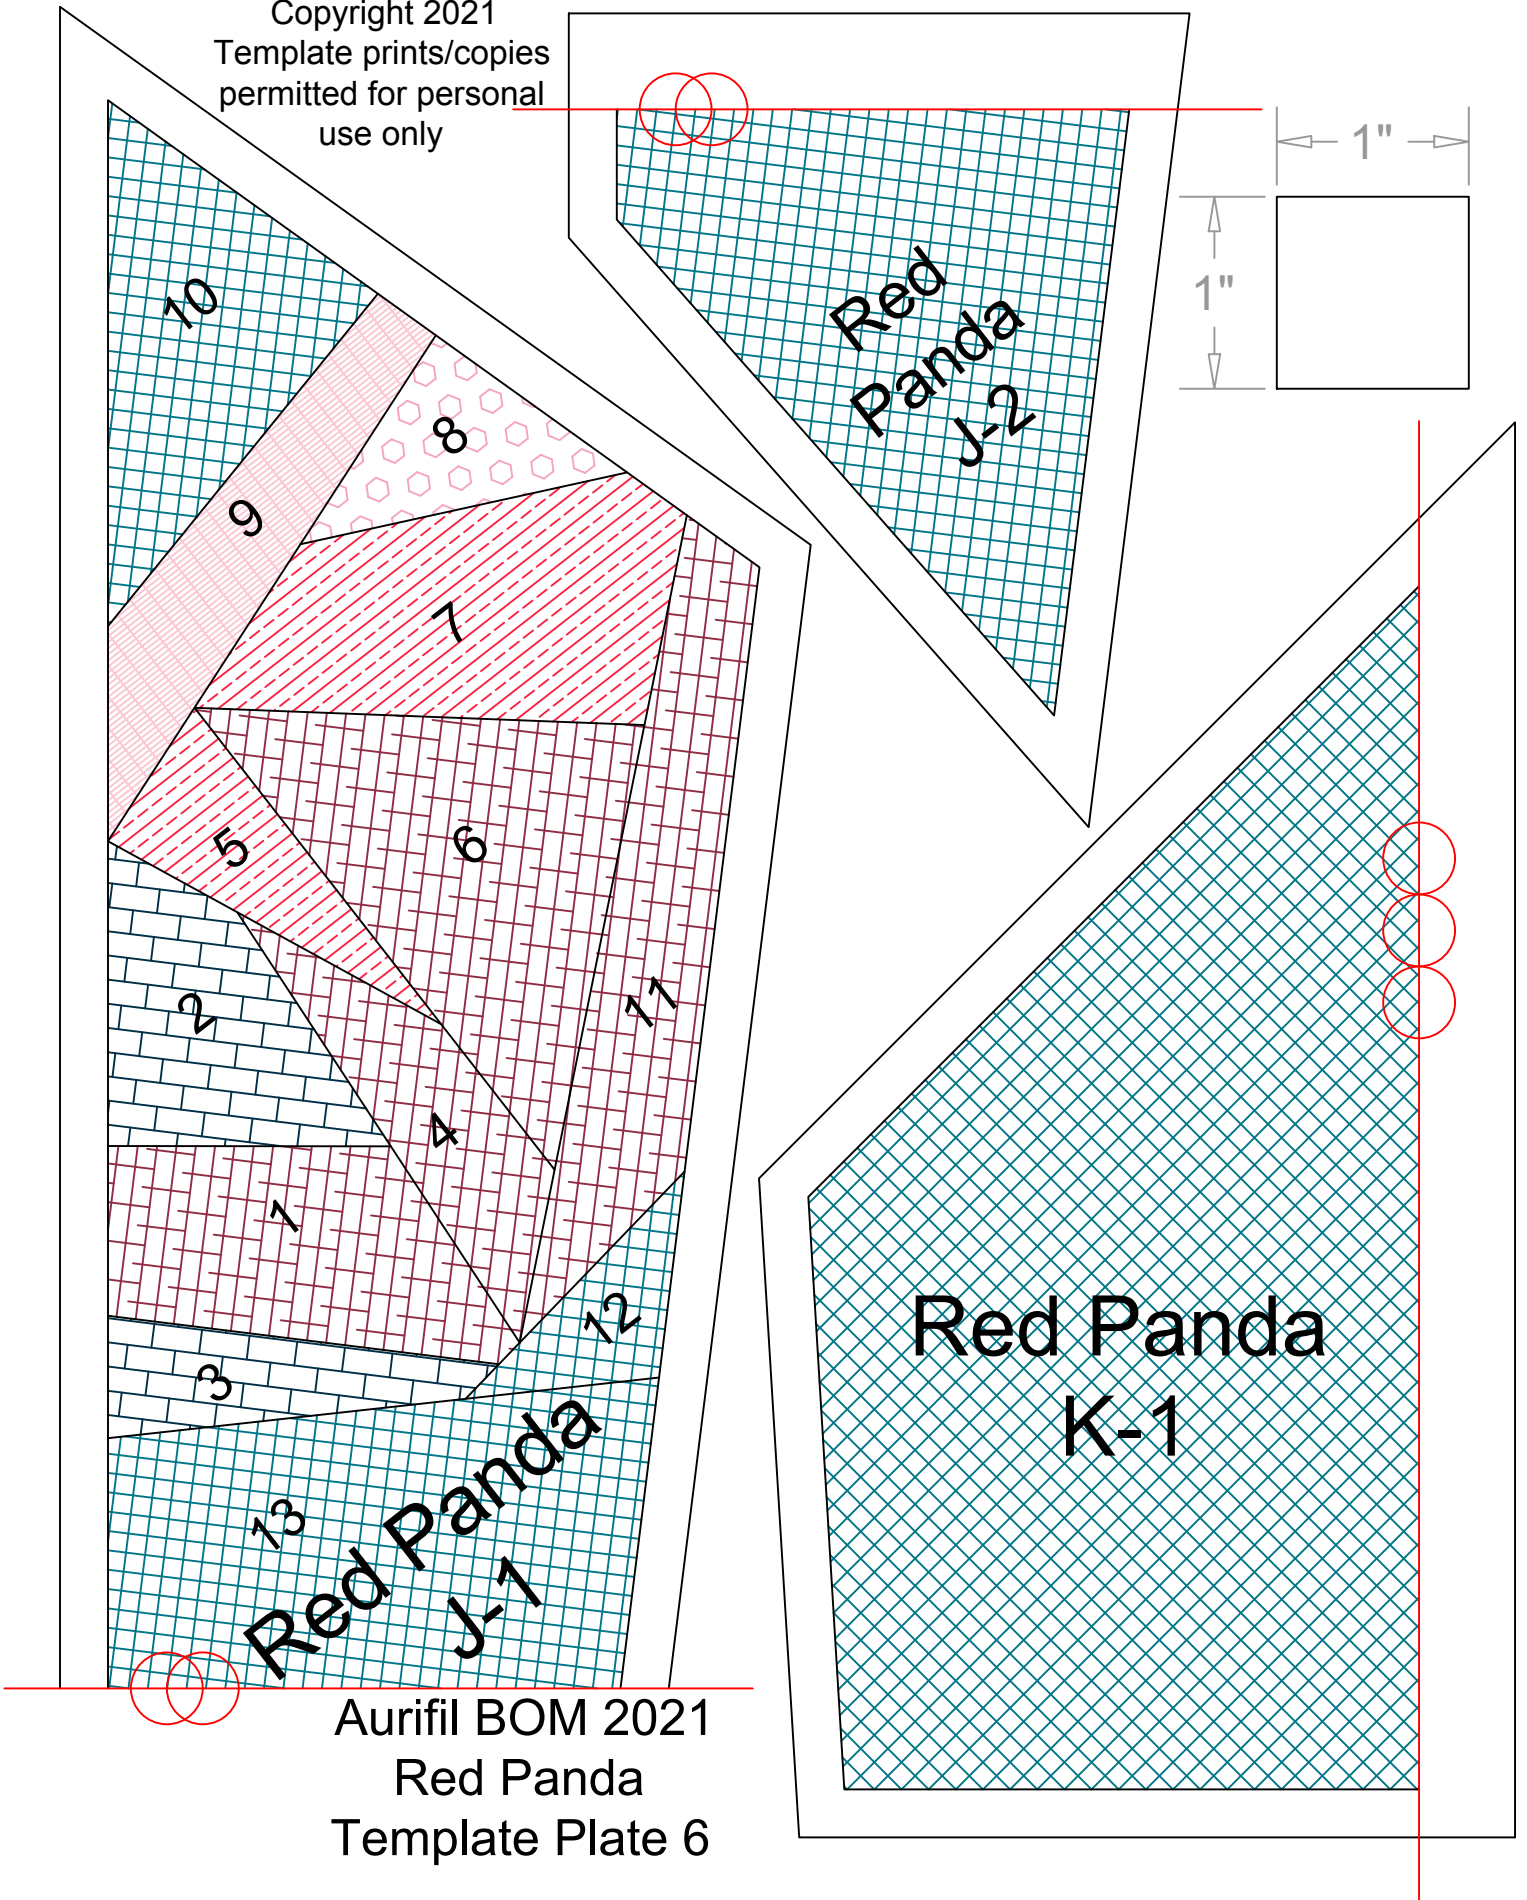 Copyright 2021
Template prints/copies
permitted for personal
use only
1"
1"
Red
Panda
J-2
10
9
8
7
5
6
11
2
4
1
12
3
13
Red Panda
J-1
Red Panda
K-1
Aurifil BOM 2021
Red Panda
Template Plate 6